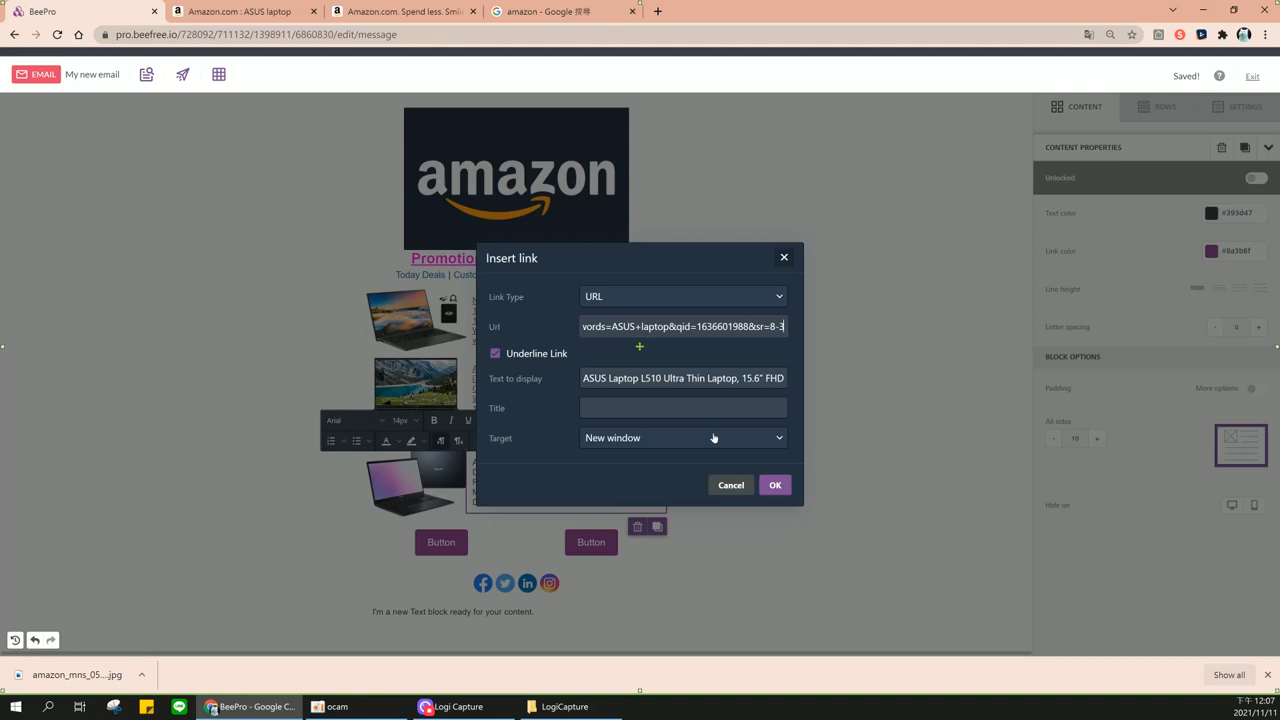 BeePro
Amazon.com : ASUS laptop
Amazon.com. Spend less. Smile
amazon - Google 搜尋
pro.beefree.io/728092/711132/1398911/6860830/edit/message
EMAIL My new email
Saved!
Exit
CONTENT
ROWS
SETTINGS
CONTENT PROPERTIES
Unlocked
Text color
#393d47
Link color
#8a3b8f
Line height
Letter spacing
- 0 +
BLOCK OPTIONS
Padding
More options
All sides
- 10 +
Hide on
amazon
Promotio
Today Deals | Custo
Arial
14px
B I U
Insert link
Link Type
URL
Url
vords=ASUS+laptop&qid=1636601988&sr=8-3
Underline Link
Text to display
ASUS Laptop L510 Ultra Thin Laptop, 15.6” FHD
Title
Target
New window
Cancel
OK
Button
Button
I'm a new Text block ready for your content.
amazon_mns_05....jpg
Show all
BeePro - Google C...
ocam
Logi Capture
LogiCapture
下午 12:07
2021/11/11